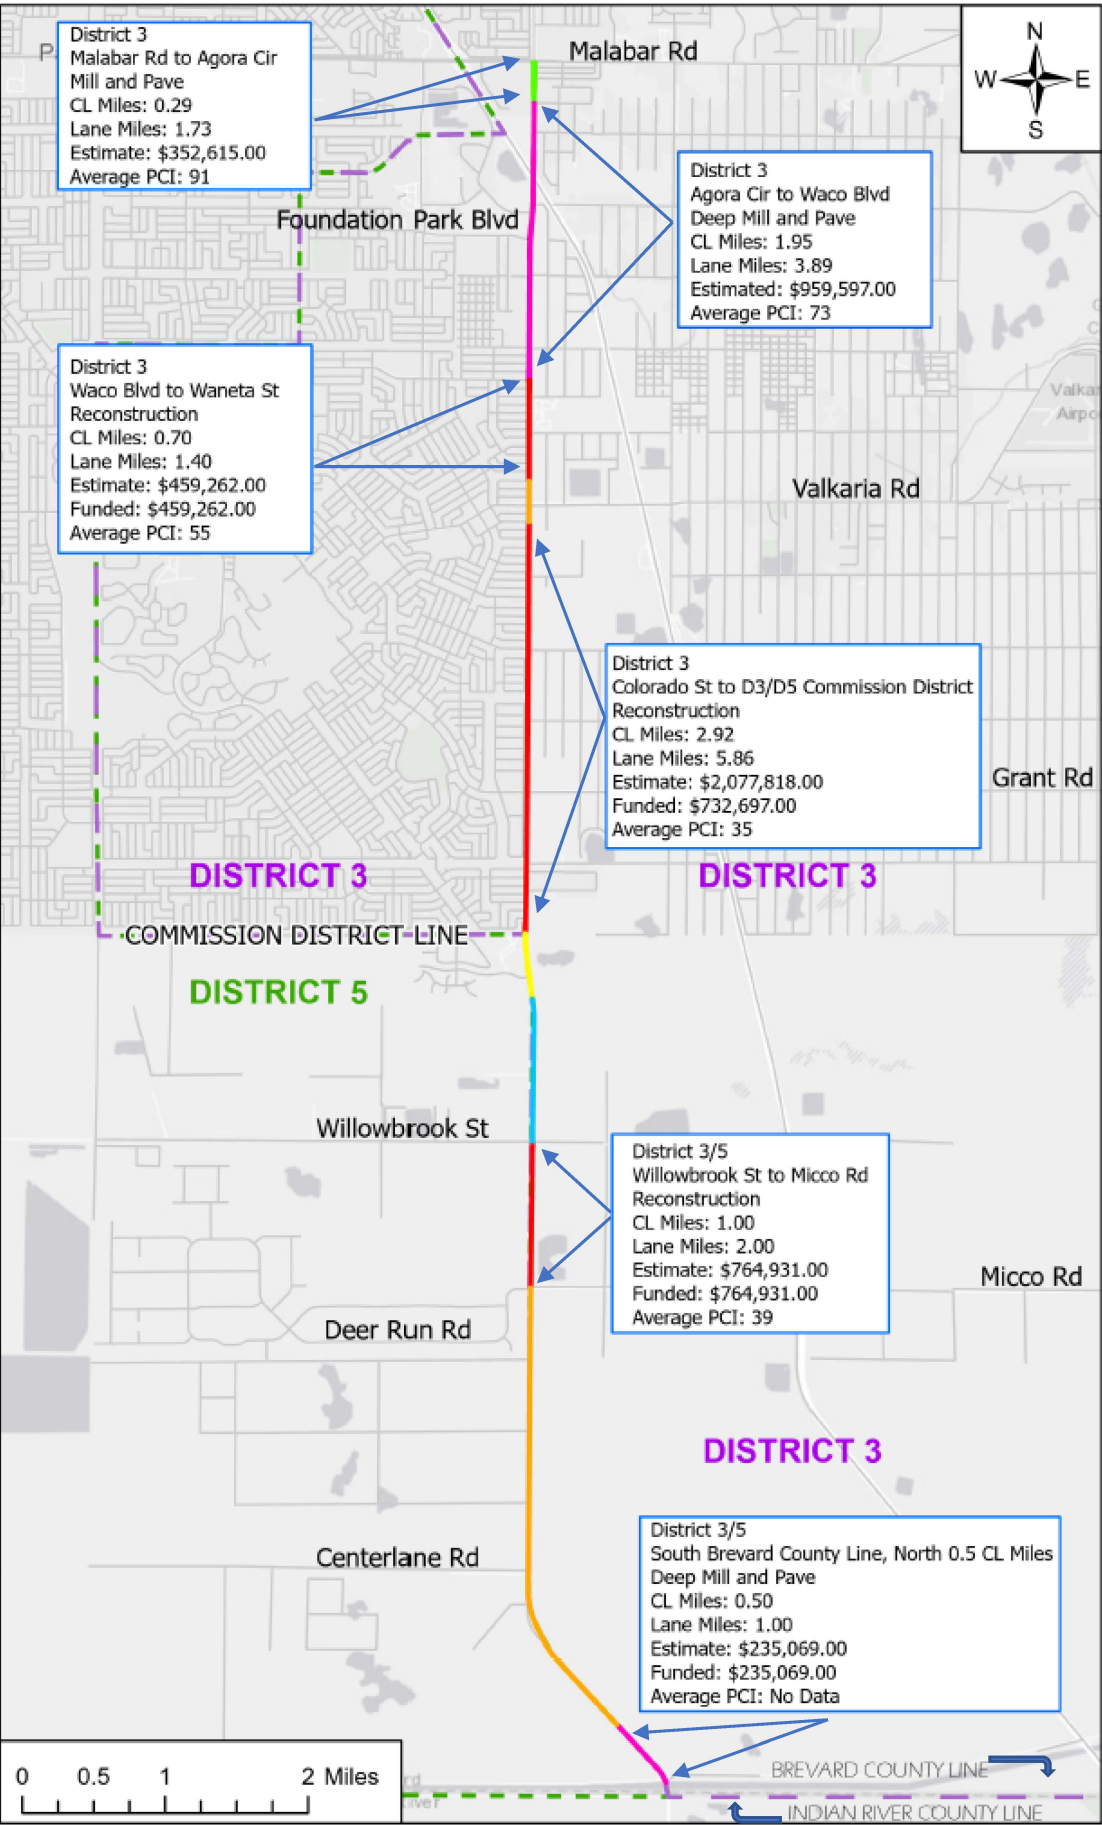 District 3
Malabar Rd to Agora Cir
Mill and Pave
CL Miles: 0.29
Lane Miles: 1.73
Estimate: $352,615.00
Average PCI: 91
Malabar Rd
N
W E
S
District 3
Agora Cir to Waco Blvd
Deep Mill and Pave
CL Miles: 1.95
Lane Miles: 3.89
Estimated: $959,597.00
Average PCI: 73
Foundation Park Blvd
District 3
Waco Blvd to Waneta St
Reconstruction
CL Miles: 0.70
Lane Miles: 1.40
Estimate: $459,262.00
Funded: $459,262.00
Average PCI: 55
Valkaria Rd
District 3
Colorado St to D3/D5 Commission District
Reconstruction
CL Miles: 2.92
Lane Miles: 5.86
Estimate: $2,077,818.00
Funded: $732,697.00
Average PCI: 35
Grant Rd
DISTRICT 3
DISTRICT 3
COMMISSION DISTRICT LINE
DISTRICT 5
Willowbrook St
District 3/5
Willowbrook St to Micco Rd
Reconstruction
CL Miles: 1.00
Lane Miles: 2.00
Estimate: $764,931.00
Funded: $764,931.00
Average PCI: 39
Micco Rd
Deer Run Rd
DISTRICT 3
Centerlane Rd
District 3/5
South Brevard County Line, North 0.5 CL Miles
Deep Mill and Pave
CL Miles: 0.50
Lane Miles: 1.00
Estimate: $235,069.00
Funded: $235,069.00
Average PCI: No Data
0 0.5 1 2 Miles
BREVARD COUNTY LINE
INDIAN RIVER COUNTY LINE